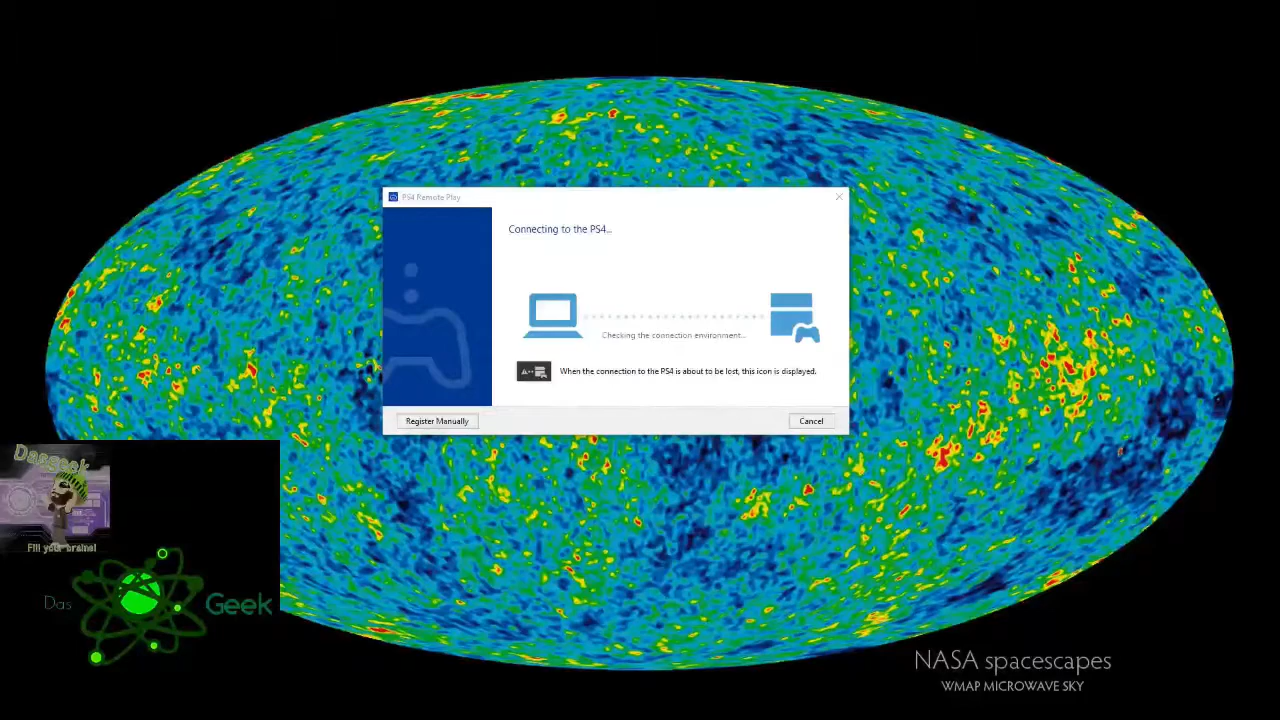 PS4 Remote Play
Connecting to the PS4...
Checking the connection environment...
When the connection to the PS4 is about to be lost, this icon is displayed.
Register Manually
Cancel
Dasgeek
Fill your brains!
Das Geek
NASA spacescapes
WMAP MICROWAVE SKY